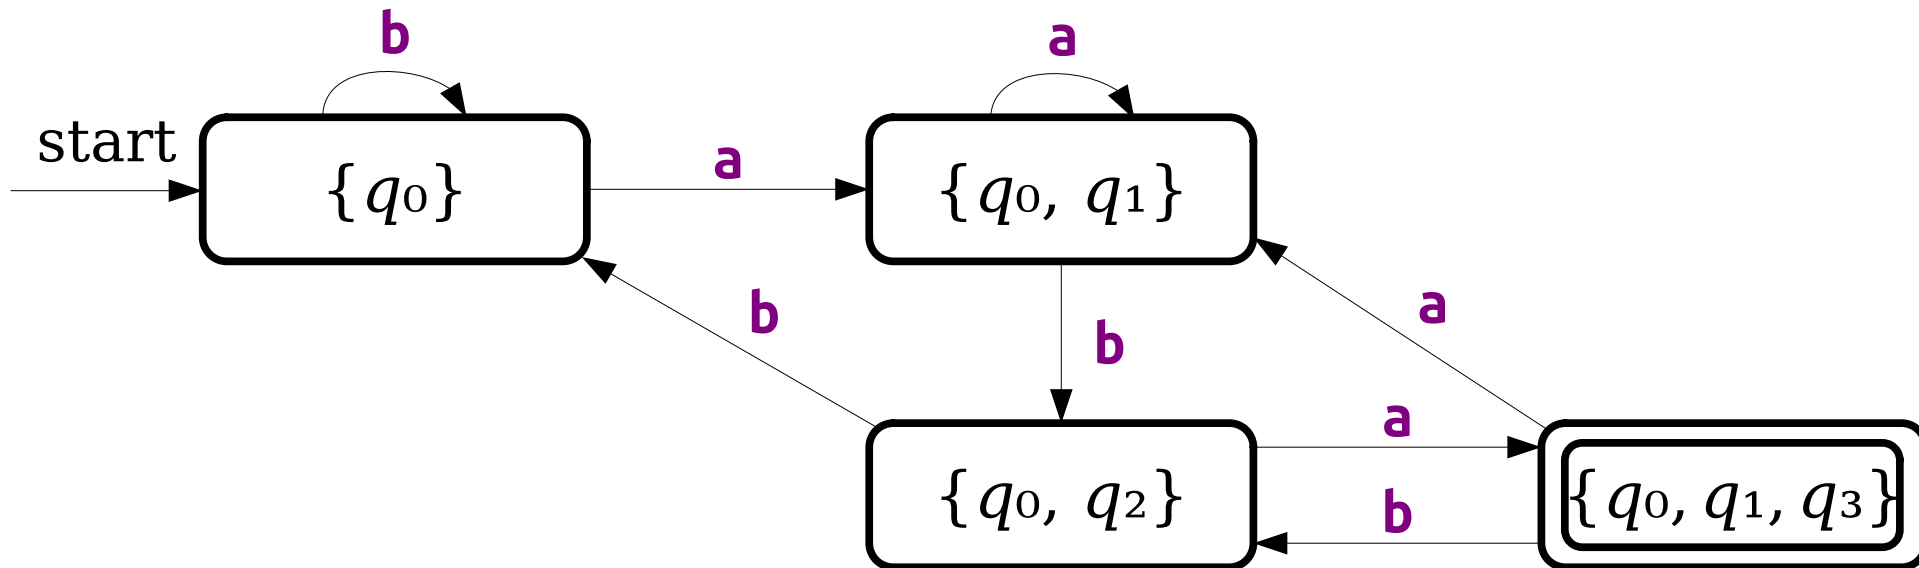 b
a
start
{q₀}
a
{q₀, q₁}
b
b
a
{q₀, q₂}
a
b
{q₀, q₁, q₃}